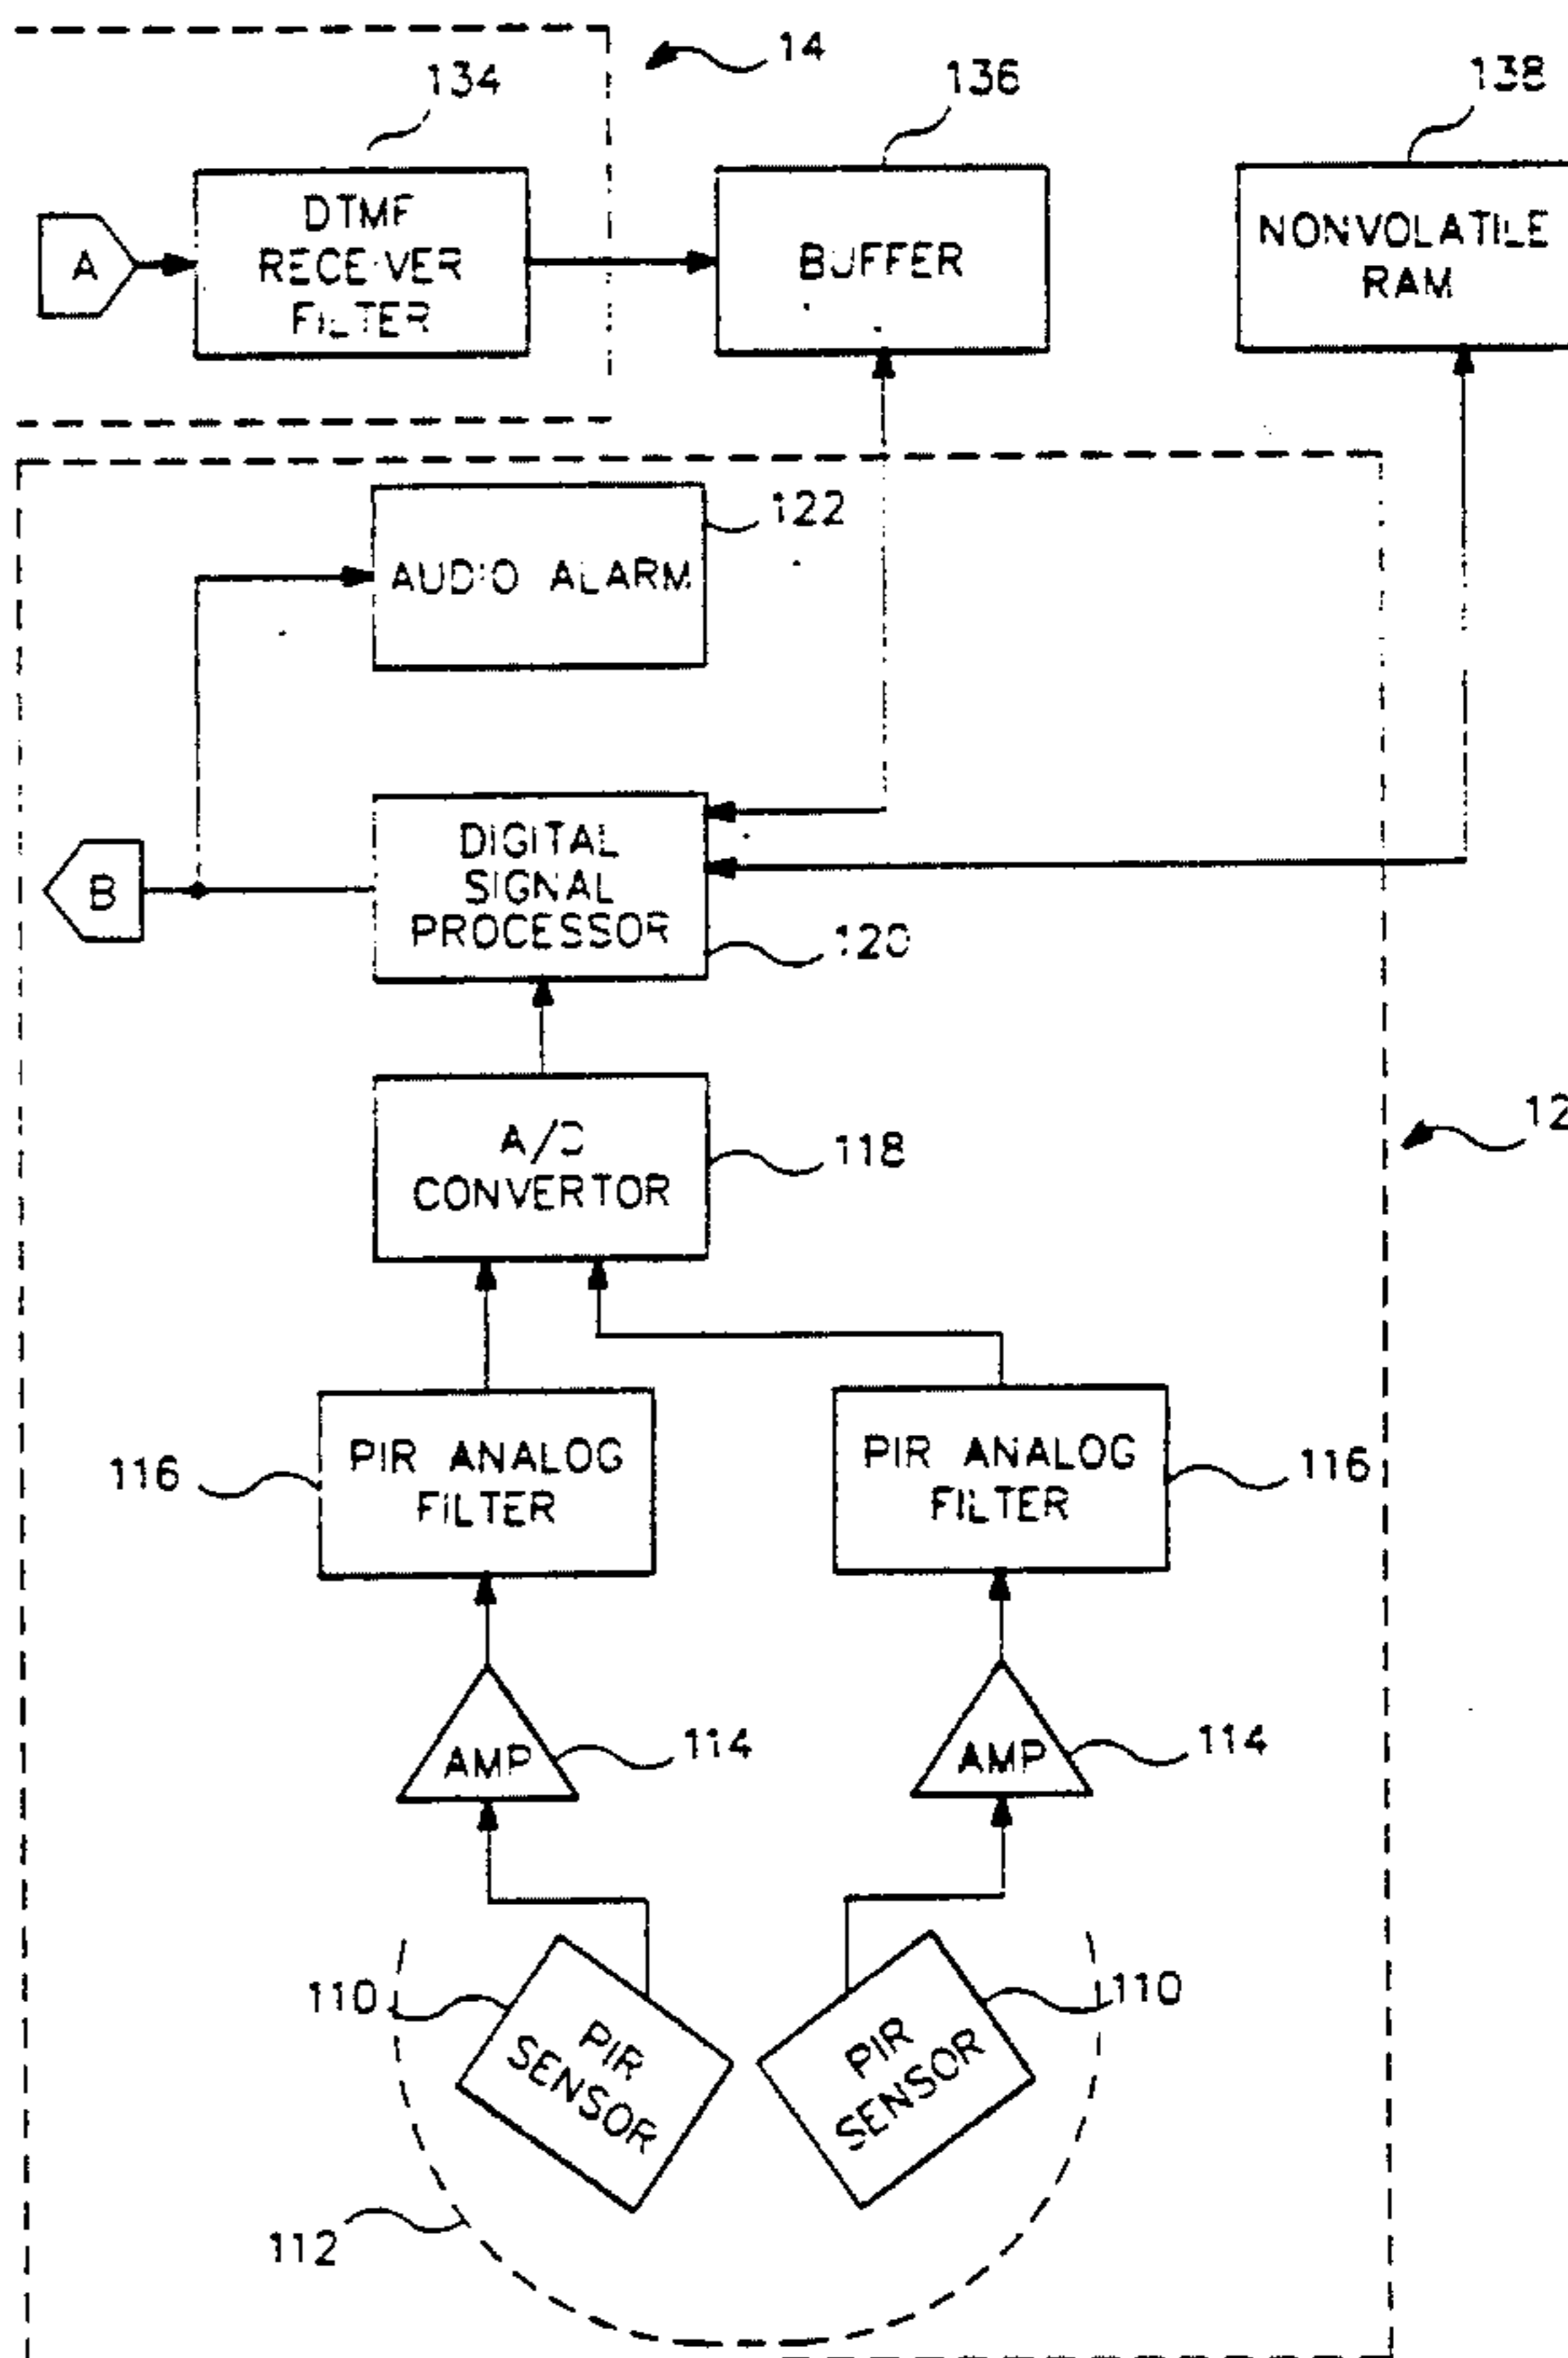 14
134
136
138
A
DTMF
RECEIVER
FILTER
BUFFER
NONVOLATILE
RAM
122
AUDIO ALARM
B
DIGITAL
SIGNAL
PROCESSOR
120
12
A/D
CONVERTOR
118
116
PIR ANALOG
FILTER
PIR ANALOG
FILTER
116
AMP
114
AMP
114
110
PIR
SENSOR
PIR
SENSOR
110
112